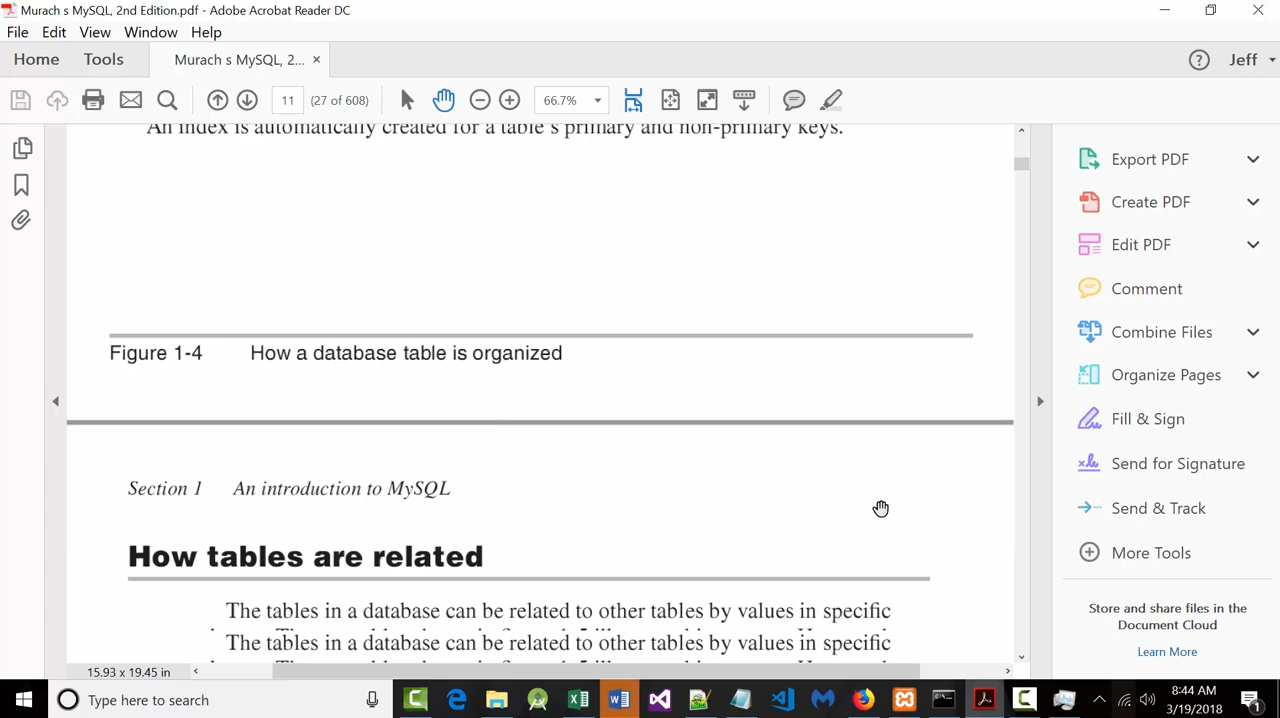 Murach s MySQL, 2nd Edition.pdf - Adobe Acrobat Reader DC
File Edit View Window Help
Home Tools Murach s MySQL, 2... × Jeff
11 (27 of 608) 66.7%
An index is automatically created for a table's primary and non-primary keys.
Figure 1-4 How a database table is organized
Section 1 An introduction to MySQL
How tables are related
The tables in a database can be related to other tables by values in specific
The tables in a database can be related to other tables by values in specific
15.93 x 19.45 in
Export PDF
Create PDF
Edit PDF
Comment
Combine Files
Organize Pages
Fill & Sign
Send for Signature
Send & Track
More Tools
Store and share files in the
Document Cloud
Learn More
Type here to search
8:44 AM
3/19/2018
1